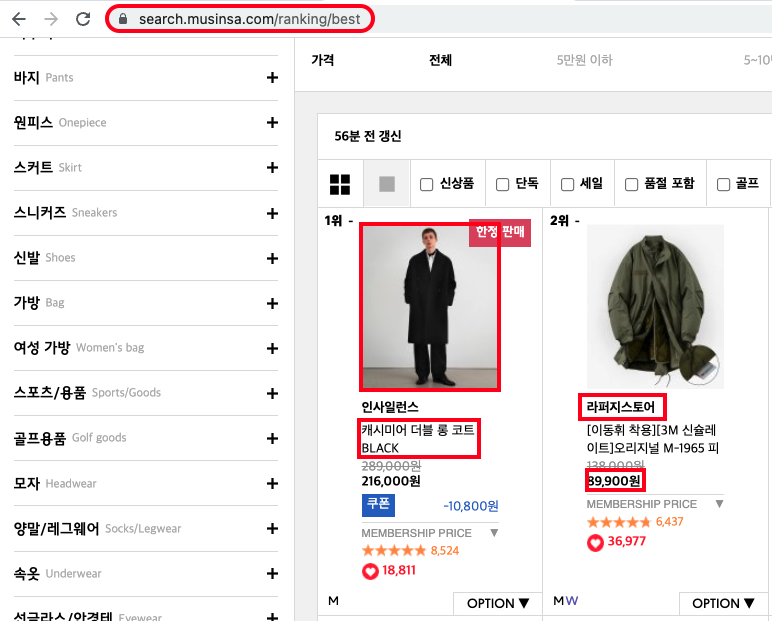 search.musinsa.com/ranking/best
바지 Pants
원피스 Onepiece
스커트 Skirt
스니커즈 Sneakers
신발 Shoes
가방 Bag
여성 가방 Women's bag
스포츠/용품 Sports/Goods
골프용품 Golf goods
모자 Headwear
양말/레그웨어 Socks/Legwear
속옷 Underwear
선글라스/안경테 Eyewear
가격 전체 5만원 이하
56분 전 갱신
신상품 단독 세일 품절 포함 골프
1위 -
한정 판매
인사일런스
캐시미어 더블 롱 코트
BLACK
289,000원
216,000원
쿠폰 -10,800원
MEMBERSHIP PRICE ▼
8,524
18,811
M
OPTION ▼
2위 -
라퍼지스토어
[이동휘 착용][3M 신슐레
이트]오리지널 M-1965 피
138,000원
89,900원
MEMBERSHIP PRICE ▼
6,437
36,977
MW
OPTION ▼